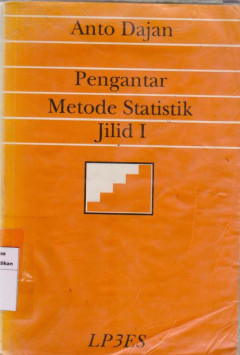 Anto Dajan
Pengantar
Metode Statistik
Jilid I
LP3ES